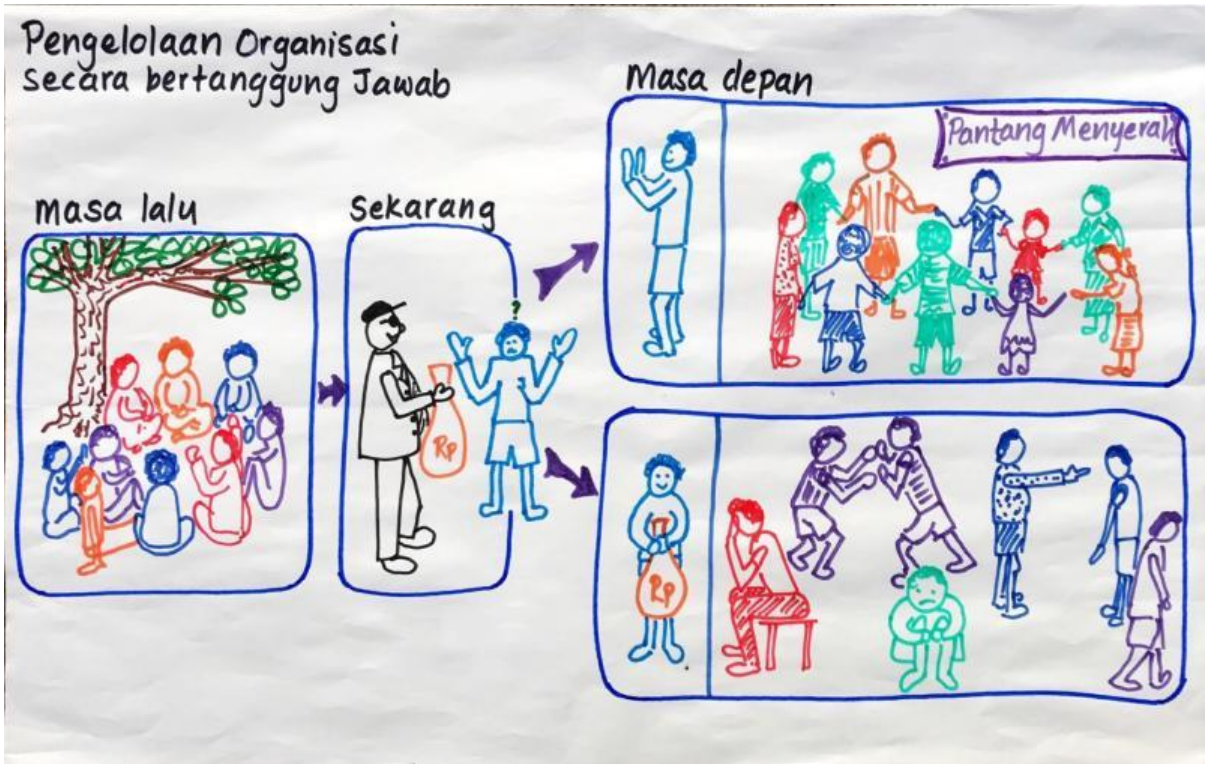 Pengelolaan Organisasi
secara bertanggung Jawab
masa lalu
sekarang
Masa depan
Pantang Menyerah
?
Rp
Rp